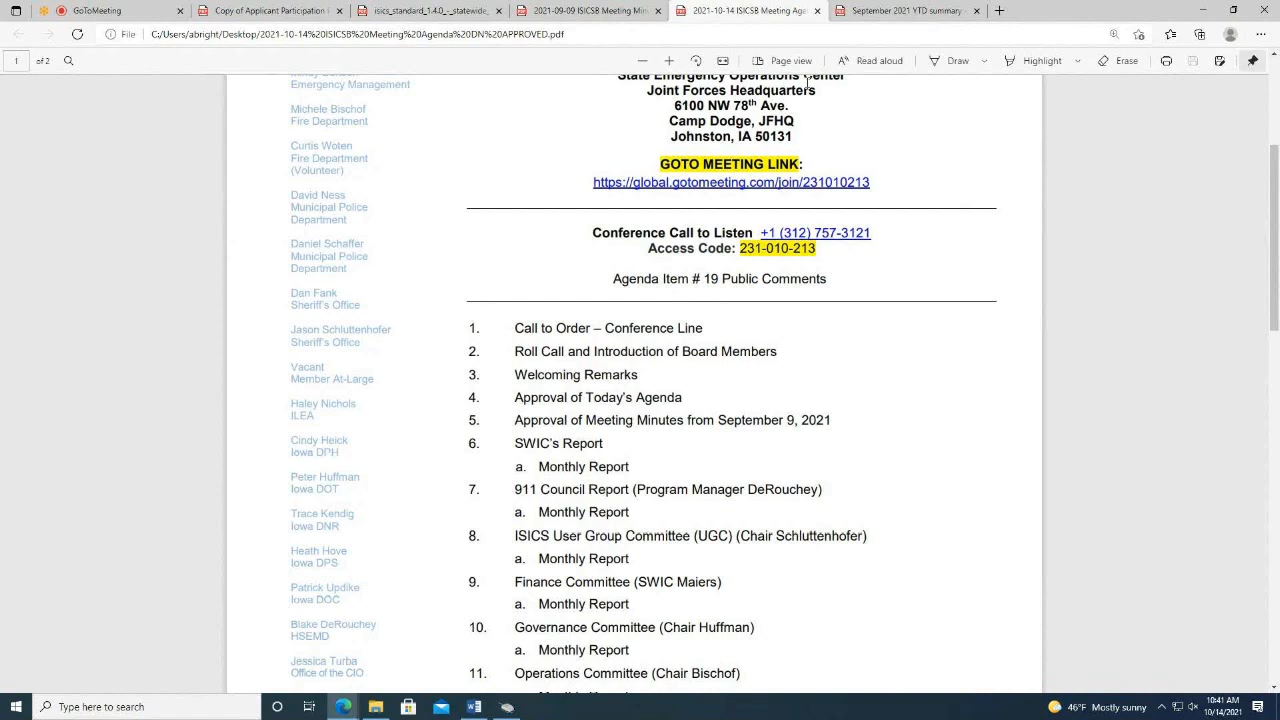 GoToMeeting
Copy of Participant List
isics_standard_1.4.0_-_statewide_
2021-09-09 ISICSB Meeting Min
2021-10-14 ISICSB Meeting
September 2021 YTD summary
File
C:/Users/abright/Desktop/2021-10-14%20ISICSB%20Meeting%20Agenda%20DN%20APPROVED.pdf
Page view
Read aloud
Draw
Highlight
Erase
Emergency Management
Michele Bischof
Fire Department
Curtis Woten
Fire Department
(Volunteer)
David Ness
Municipal Police
Department
Daniel Schaffer
Municipal Police
Department
Dan Fank
Sheriff's Office
Jason Schluttenhofer
Sheriff's Office
Vacant
Member At-Large
Haley Nichols
ILEA
Cindy Heick
Iowa DPH
Peter Huffman
Iowa DOT
Trace Kendig
Iowa DNR
Heath Hove
Iowa DPS
Patrick Updike
Iowa DOC
Blake DeRouchey
HSEMD
Jessica Turba
Office of the CIO
State Emergency Operations Center
Joint Forces Headquarters
6100 NW 78th Ave.
Camp Dodge, JFHQ
Johnston, IA 50131
GOTO MEETING LINK:
https://global.gotomeeting.com/join/231010213
Conference Call to Listen +1 (312) 757-3121
Access Code: 231-010-213
Agenda Item # 19 Public Comments
1. Call to Order – Conference Line
2. Roll Call and Introduction of Board Members
3. Welcoming Remarks
4. Approval of Today's Agenda
5. Approval of Meeting Minutes from September 9, 2021
6. SWIC's Report
a. Monthly Report
7. 911 Council Report (Program Manager DeRouchey)
a. Monthly Report
8. ISICS User Group Committee (UGC) (Chair Schluttenhofer)
a. Monthly Report
9. Finance Committee (SWIC Maiers)
a. Monthly Report
10. Governance Committee (Chair Huffman)
a. Monthly Report
11. Operations Committee (Chair Bischof)
Type here to search
46°F Mostly sunny
10:41 AM
10/14/2021